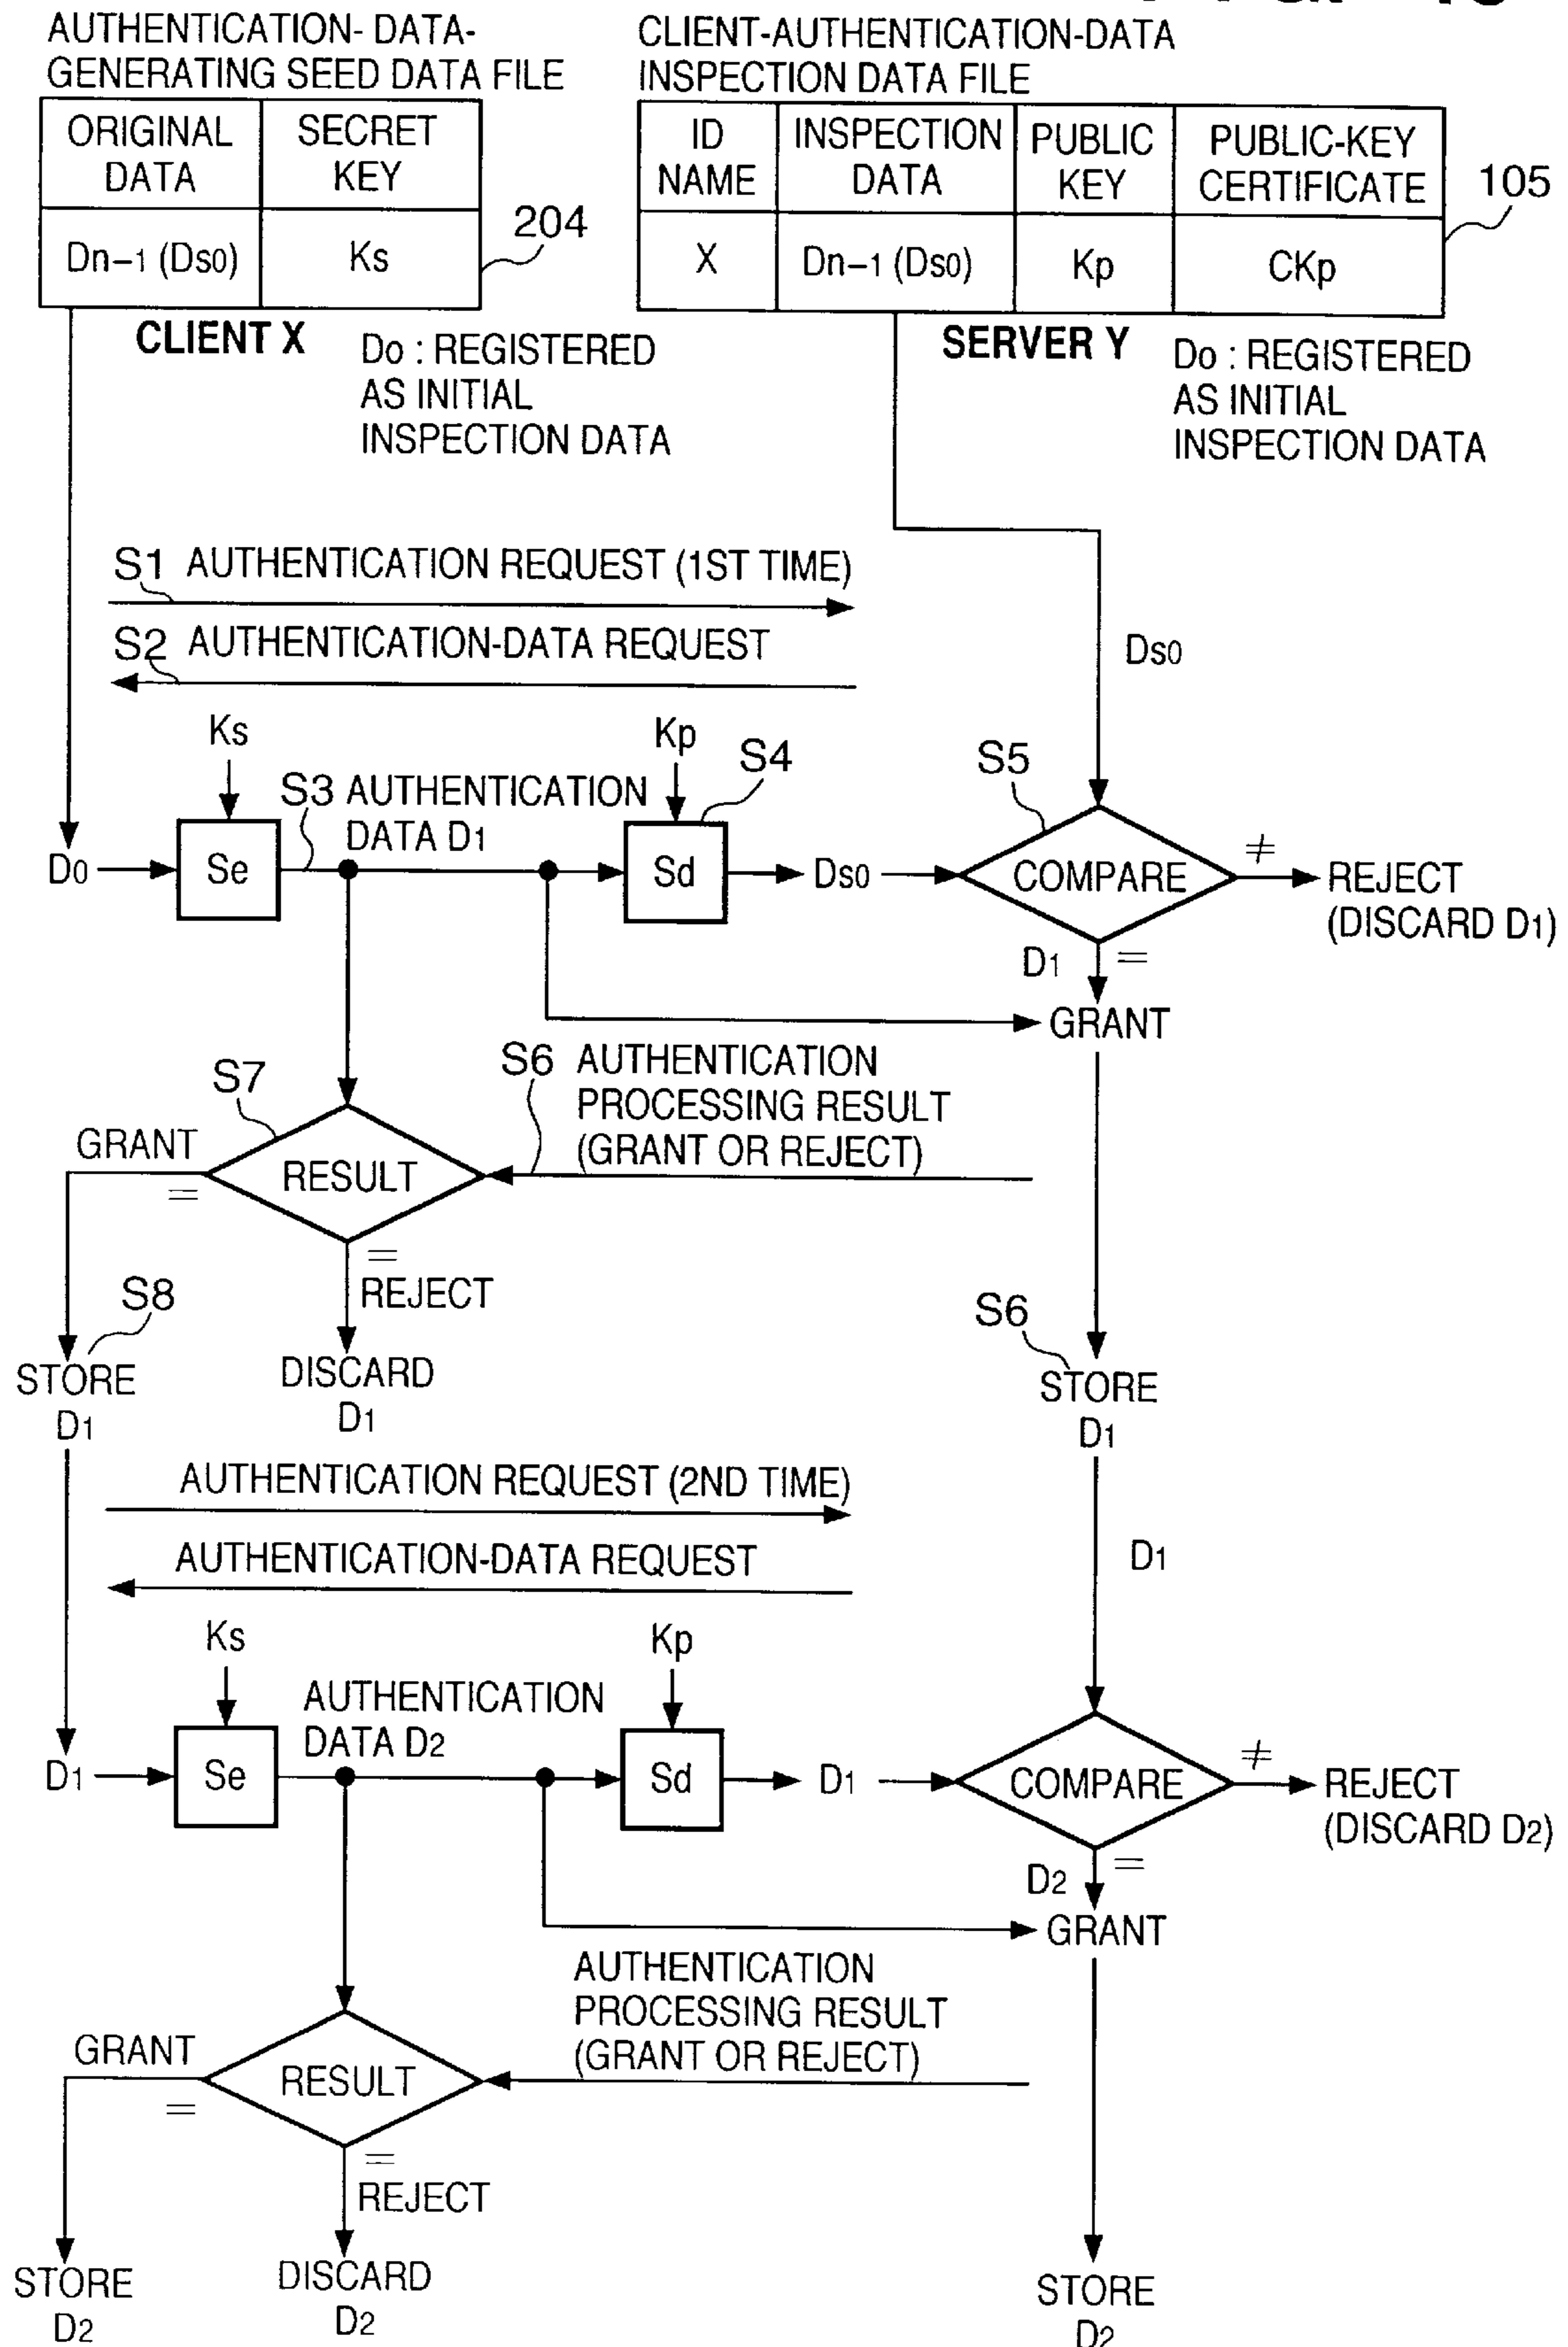 AUTHENTICATION- DATA-
GENERATING SEED DATA FILE
ORIGINAL
DATA
SECRET
KEY
Dn-1 (Ds0)
Ks
204
CLIENT X
Do : REGISTERED
AS INITIAL
INSPECTION DATA
CLIENT-AUTHENTICATION-DATA
INSPECTION DATA FILE
ID
NAME
INSPECTION
DATA
PUBLIC
KEY
PUBLIC-KEY
CERTIFICATE
X
Dn-1 (Ds0)
Kp
CKp
105
SERVER Y
Do : REGISTERED
AS INITIAL
INSPECTION DATA
S1 AUTHENTICATION REQUEST (1ST TIME)
S2 AUTHENTICATION-DATA REQUEST
Ds0
Ks
S3 AUTHENTICATION
DATA D1
Kp
S4
S5
D0
Se
Sd
Ds0
COMPARE
≠
REJECT
(DISCARD D1)
D1
=
GRANT
S6 AUTHENTICATION
PROCESSING RESULT
(GRANT OR REJECT)
S7
GRANT
=
RESULT
=
REJECT
S8
STORE
D1
DISCARD
D1
S6
STORE
D1
AUTHENTICATION REQUEST (2ND TIME)
AUTHENTICATION-DATA REQUEST
D1
Ks
AUTHENTICATION
DATA D2
Kp
D1
Se
Sd
D1
COMPARE
≠
REJECT
(DISCARD D2)
D2
=
GRANT
AUTHENTICATION
PROCESSING RESULT
(GRANT OR REJECT)
GRANT
=
RESULT
=
REJECT
STORE
D2
DISCARD
D2
STORE
D2